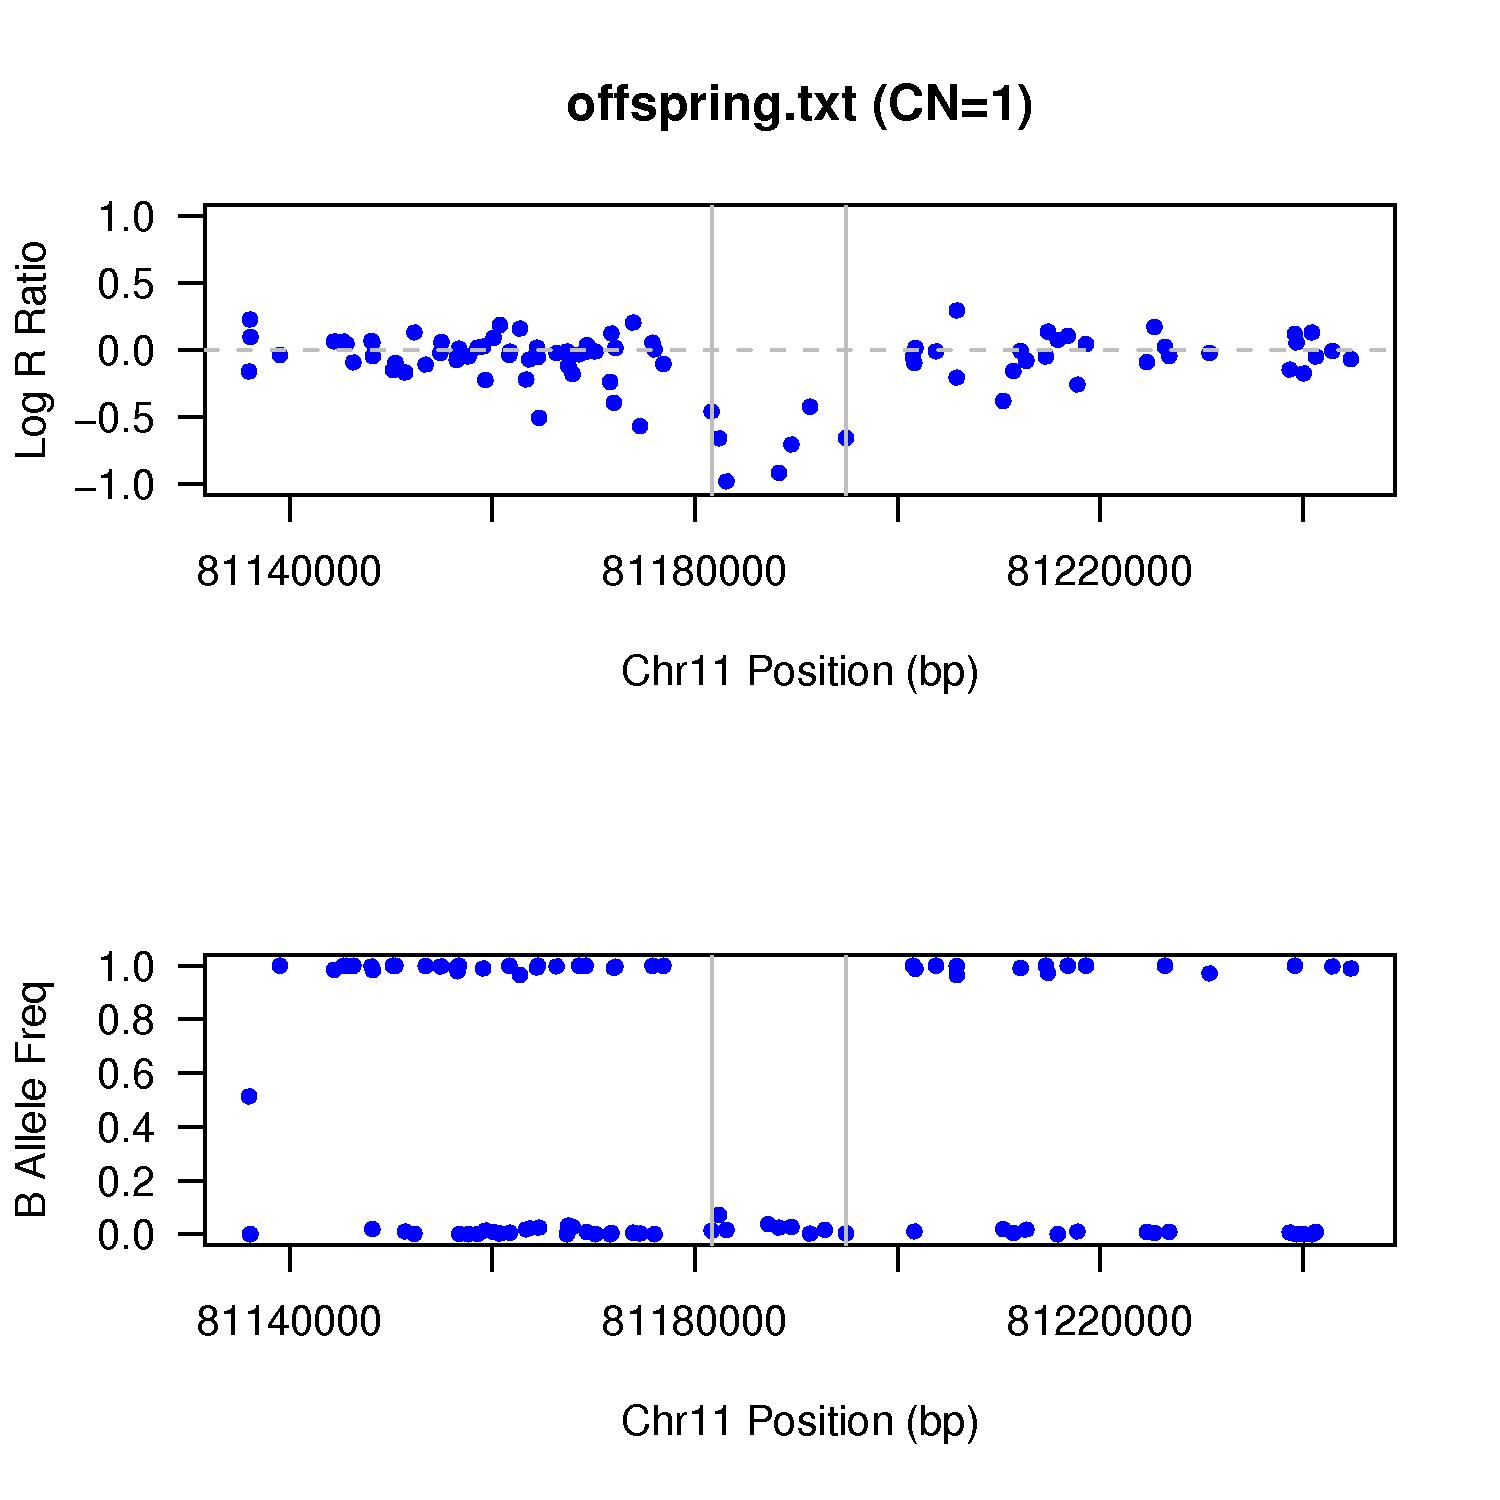 offspring.txt (CN=1)
Log R Ratio
1.0
0.5
0.0
−0.5
−1.0
81140000 81180000 81220000
Chr11 Position (bp)
B Allele Freq
1.0
0.8
0.6
0.4
0.2
0.0
81140000 81180000 81220000
Chr11 Position (bp)